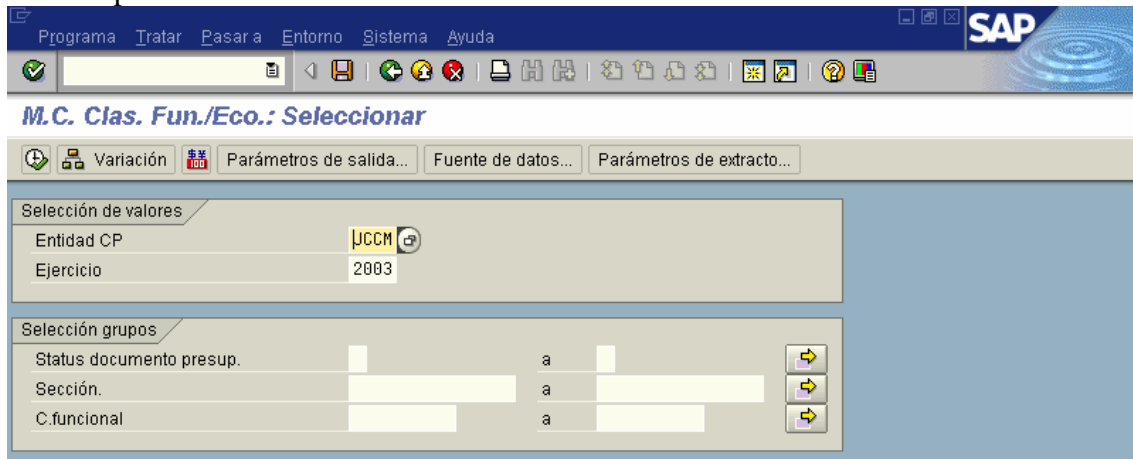 Programa Tratar Pasar a Entorno Sistema Ayuda
SAP
M.C. Clas. Fun./Eco.: Seleccionar
Variación Parámetros de salida... Fuente de datos... Parámetros de extracto...
Selección de valores
Entidad CP UCCM
Ejercicio 2003
Selección grupos
Status documento presup. a
Sección. a
C.funcional a